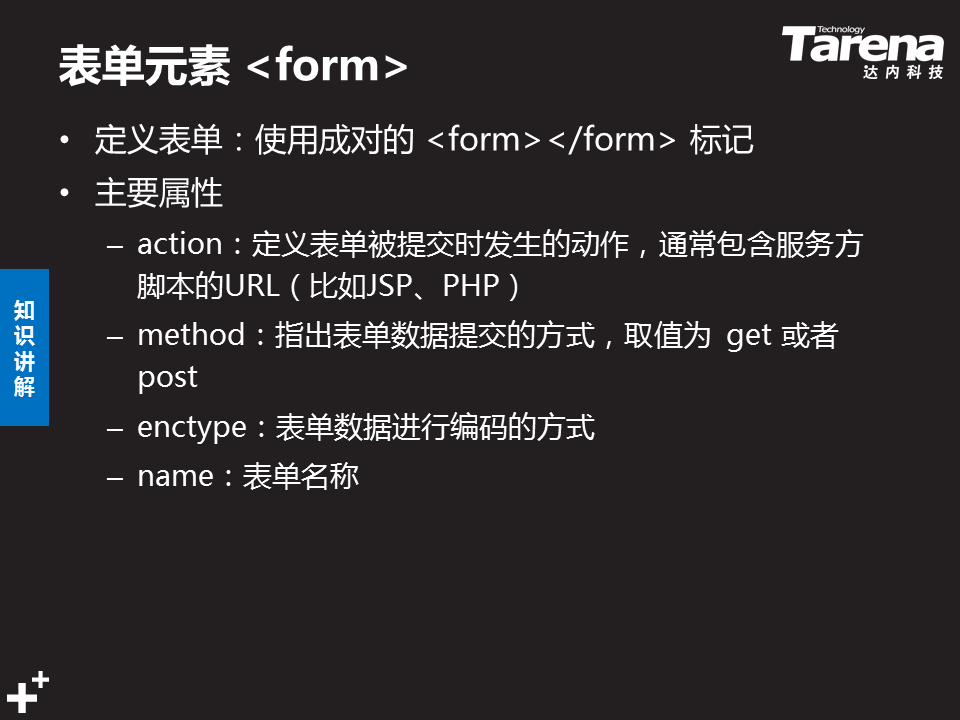 表单元素 <form>
Technology
Tarena
达内科技
• 定义表单：使用成对的 <form></form> 标记
• 主要属性
– action：定义表单被提交时发生的动作，通常包含服务方
脚本的URL（比如JSP、PHP）
– method：指出表单数据提交的方式，取值为 get 或者
post
– enctype：表单数据进行编码的方式
– name：表单名称
知
识
讲
解